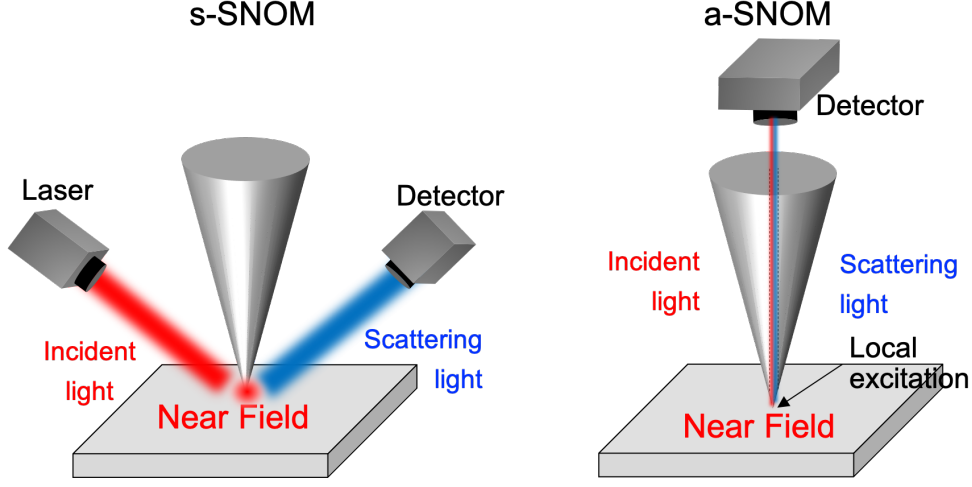 s-SNOM
Laser
Detector
Incident
light
Scattering
light
Near Field
a-SNOM
Detector
Incident
light
Scattering
light
Local
excitation
Near Field